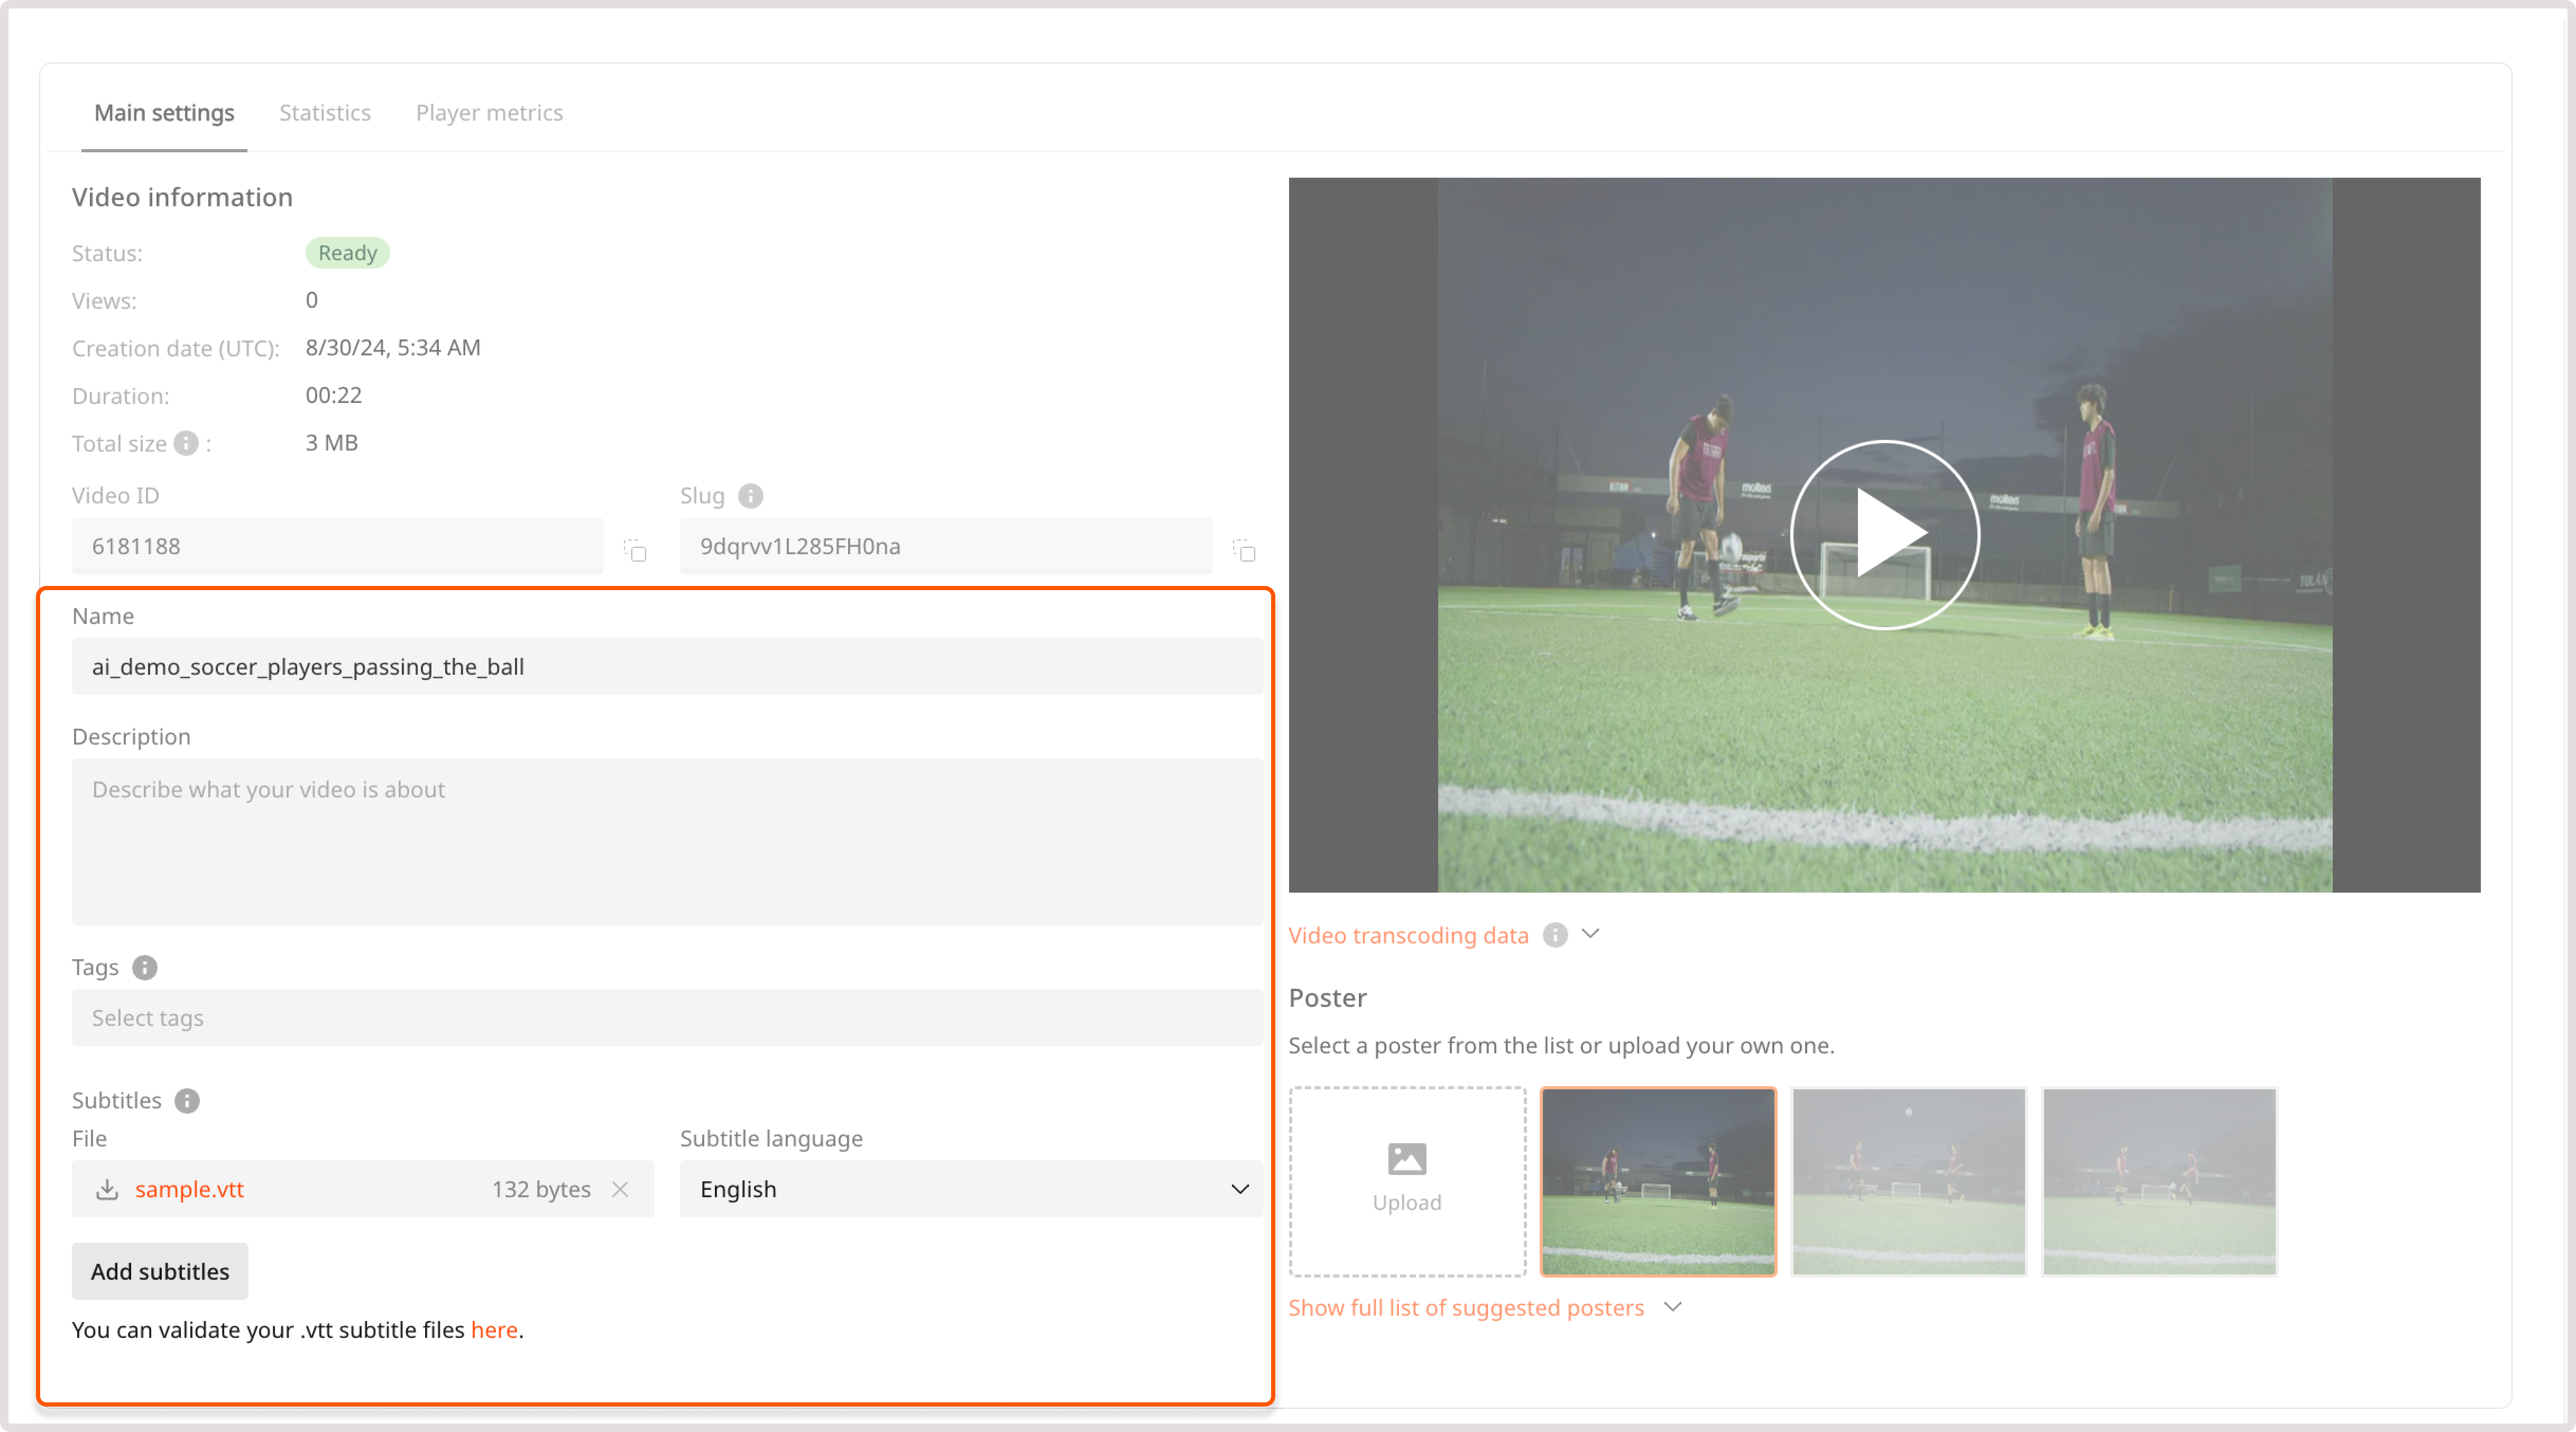 Main settings Statistics Player metrics
Video information
Status: Ready
Views: 0
Creation date (UTC): 8/30/24, 5:34 AM
Duration: 00:22
Total size : 3 MB
Video ID
6181188
Slug
9dqrvv1L285FH0na
Name
ai_demo_soccer_players_passing_the_ball
Description
Describe what your video is about
Tags
Select tags
Subtitles
File
sample.vtt 132 bytes
Subtitle language
English
Add subtitles
You can validate your .vtt subtitle files here.
molten
molten
Video transcoding data
Poster
Select a poster from the list or upload your own one.
Upload
Show full list of suggested posters